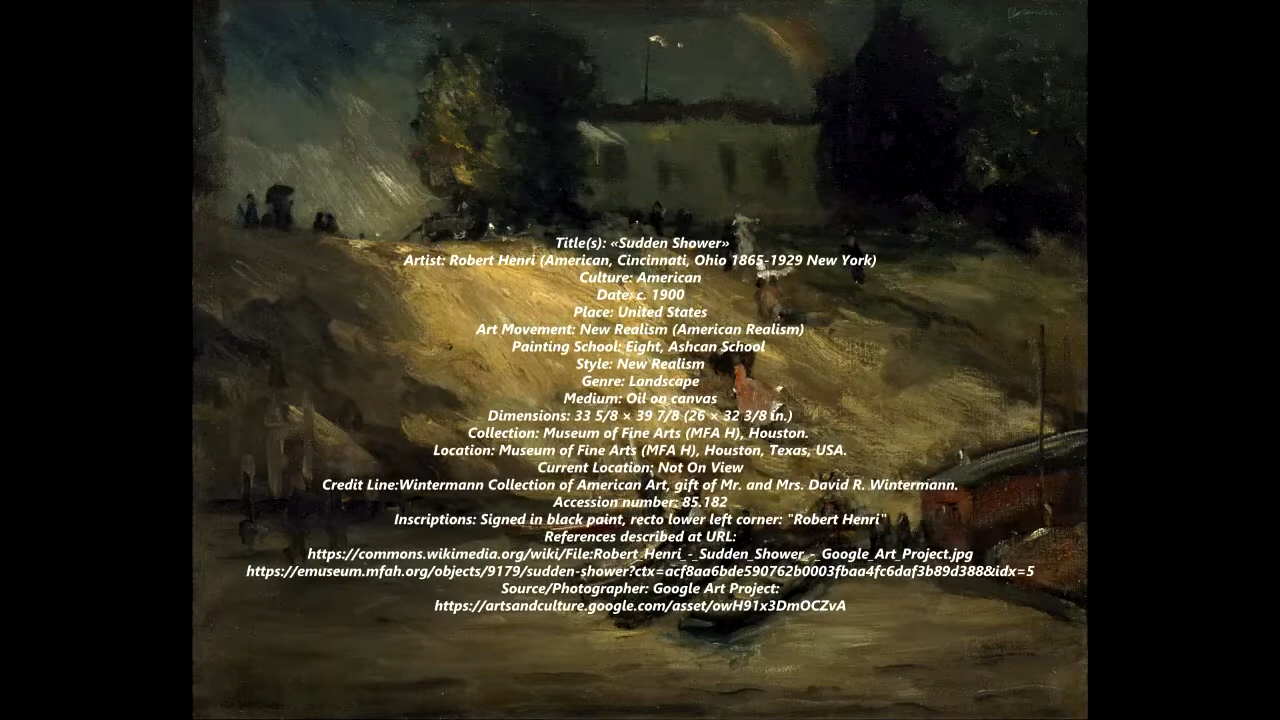 Title(s): «Sudden Shower»
Artist: Robert Henri (American, Cincinnati, Ohio 1865-1929 New York)
Culture: American
Date: c. 1900
Place: United States
Art Movement: New Realism (American Realism)
Painting School: Eight, Ashcan School
Style: New Realism
Genre: Landscape
Medium: Oil on canvas
Dimensions: 33 5/8 × 39 7/8 (26 × 32 3/8 in.)
Collection: Museum of Fine Arts (MFA H), Houston.
Location: Museum of Fine Arts (MFA H), Houston, Texas, USA.
Current Location: Not On View
Credit Line:Wintermann Collection of American Art, gift of Mr. and Mrs. David R. Wintermann.
Accession number: 85.182
Inscriptions: Signed in black paint, recto lower left corner: "Robert Henri"
References described at URL:
https://commons.wikimedia.org/wiki/File:Robert_Henri_-_Sudden_Shower_-_Google_Art_Project.jpg
https://emuseum.mfah.org/objects/9179/sudden-shower?ctx=acf8aa6bde590762b0003fbaa4fc6daf3b89d388&idx=5
Source/Photographer: Google Art Project:
https://artsandculture.google.com/asset/owH91x3DmOCZvA